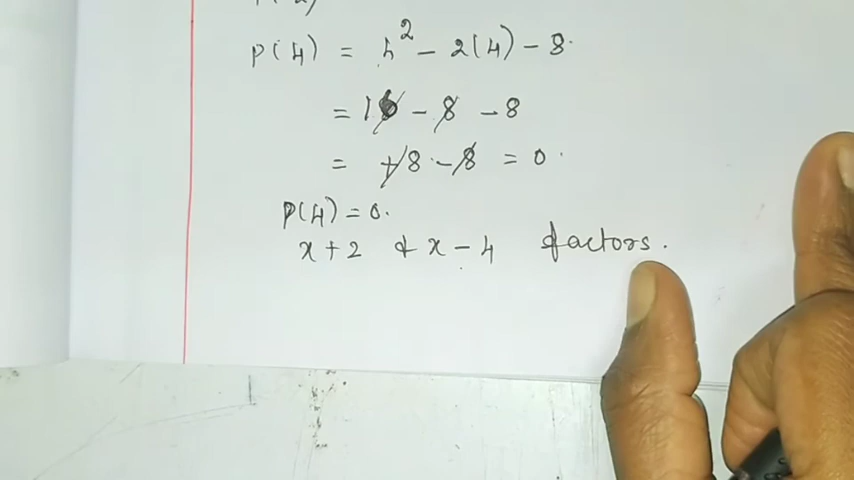 P(4) = 4² - 2(4) - 8.
= 16 - 8 - 8
= +8 - 8 = 0.
P(4) = 0.
x + 2 & x - 4 factors.